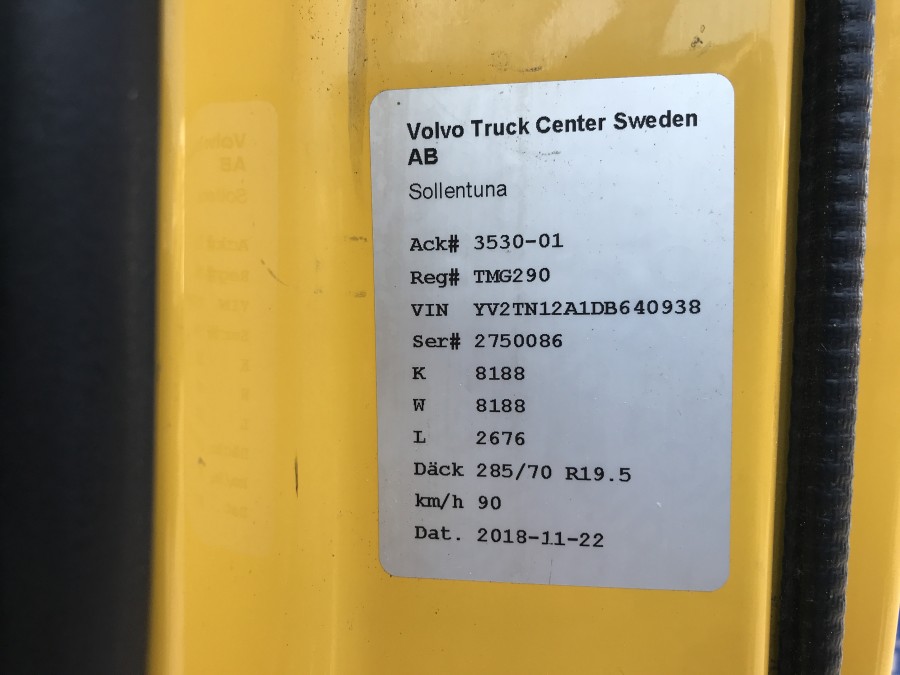 Volvo Truck Center Sweden
AB
Sollentuna
Ack# 3530-01
Reg# TMG290
VIN YV2TN12A1DB640938
Ser# 2750086
K 8188
W 8188
L 2676
Däck 285/70 R19.5
km/h 90
Dat. 2018-11-22